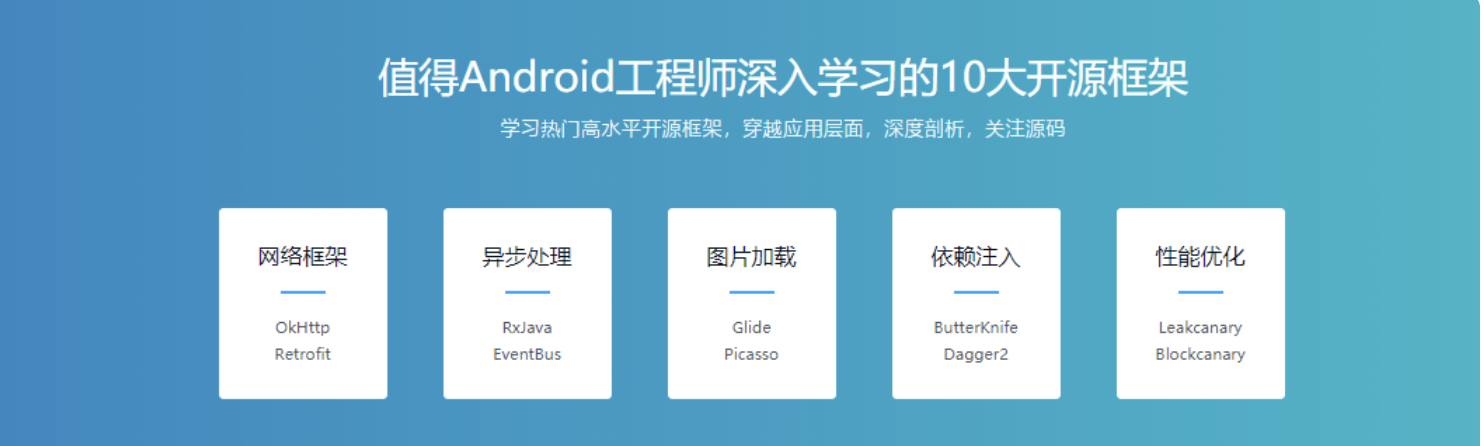 值得Android工程师深入学习的10大开源框架
学习热门高水平开源框架，穿越应用层面，深度剖析，关注源码
网络框架
OkHttp
Retrofit
异步处理
RxJava
EventBus
图片加载
Glide
Picasso
依赖注入
ButterKnife
Dagger2
性能优化
Leakcanary
Blockcanary